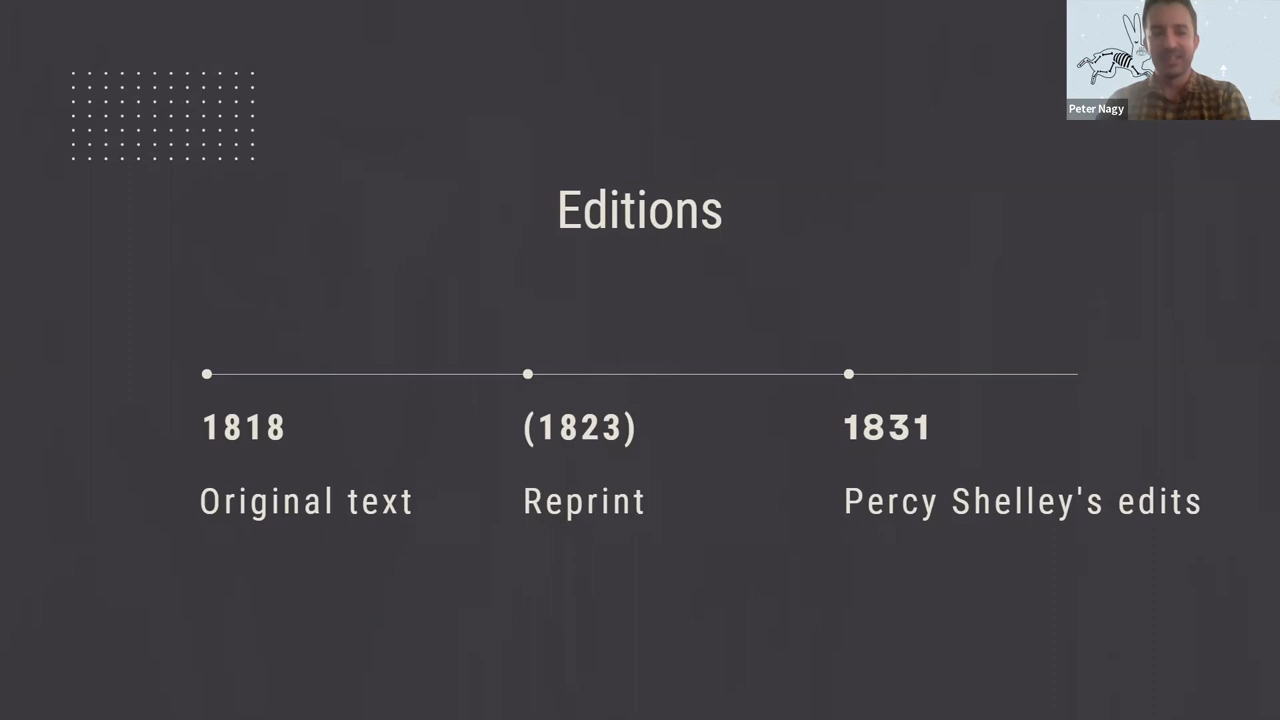 Peter Nagy
Editions
1818
(1823)
1831
Original text
Reprint
Percy Shelley's edits